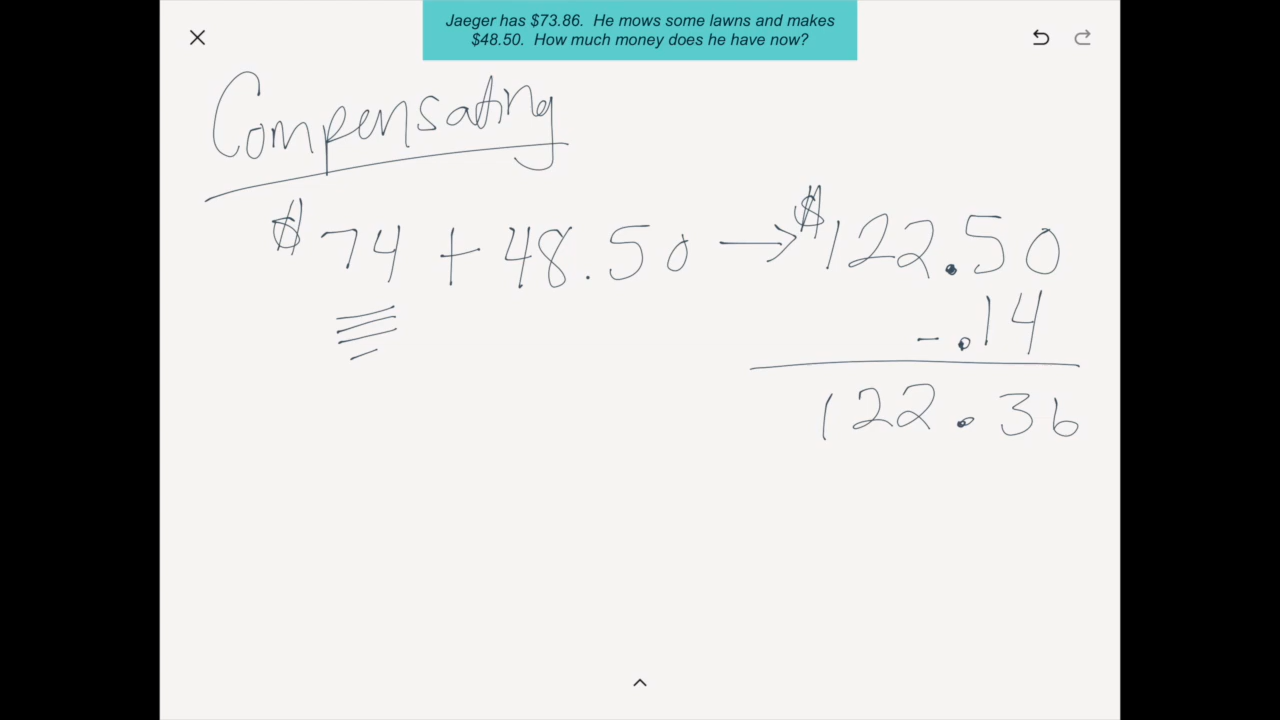 Jaeger has $73.86. He mows some lawns and makes
$48.50. How much money does he have now?
Compensating
$74 + 48.50 → $122.50
- .14
122.36